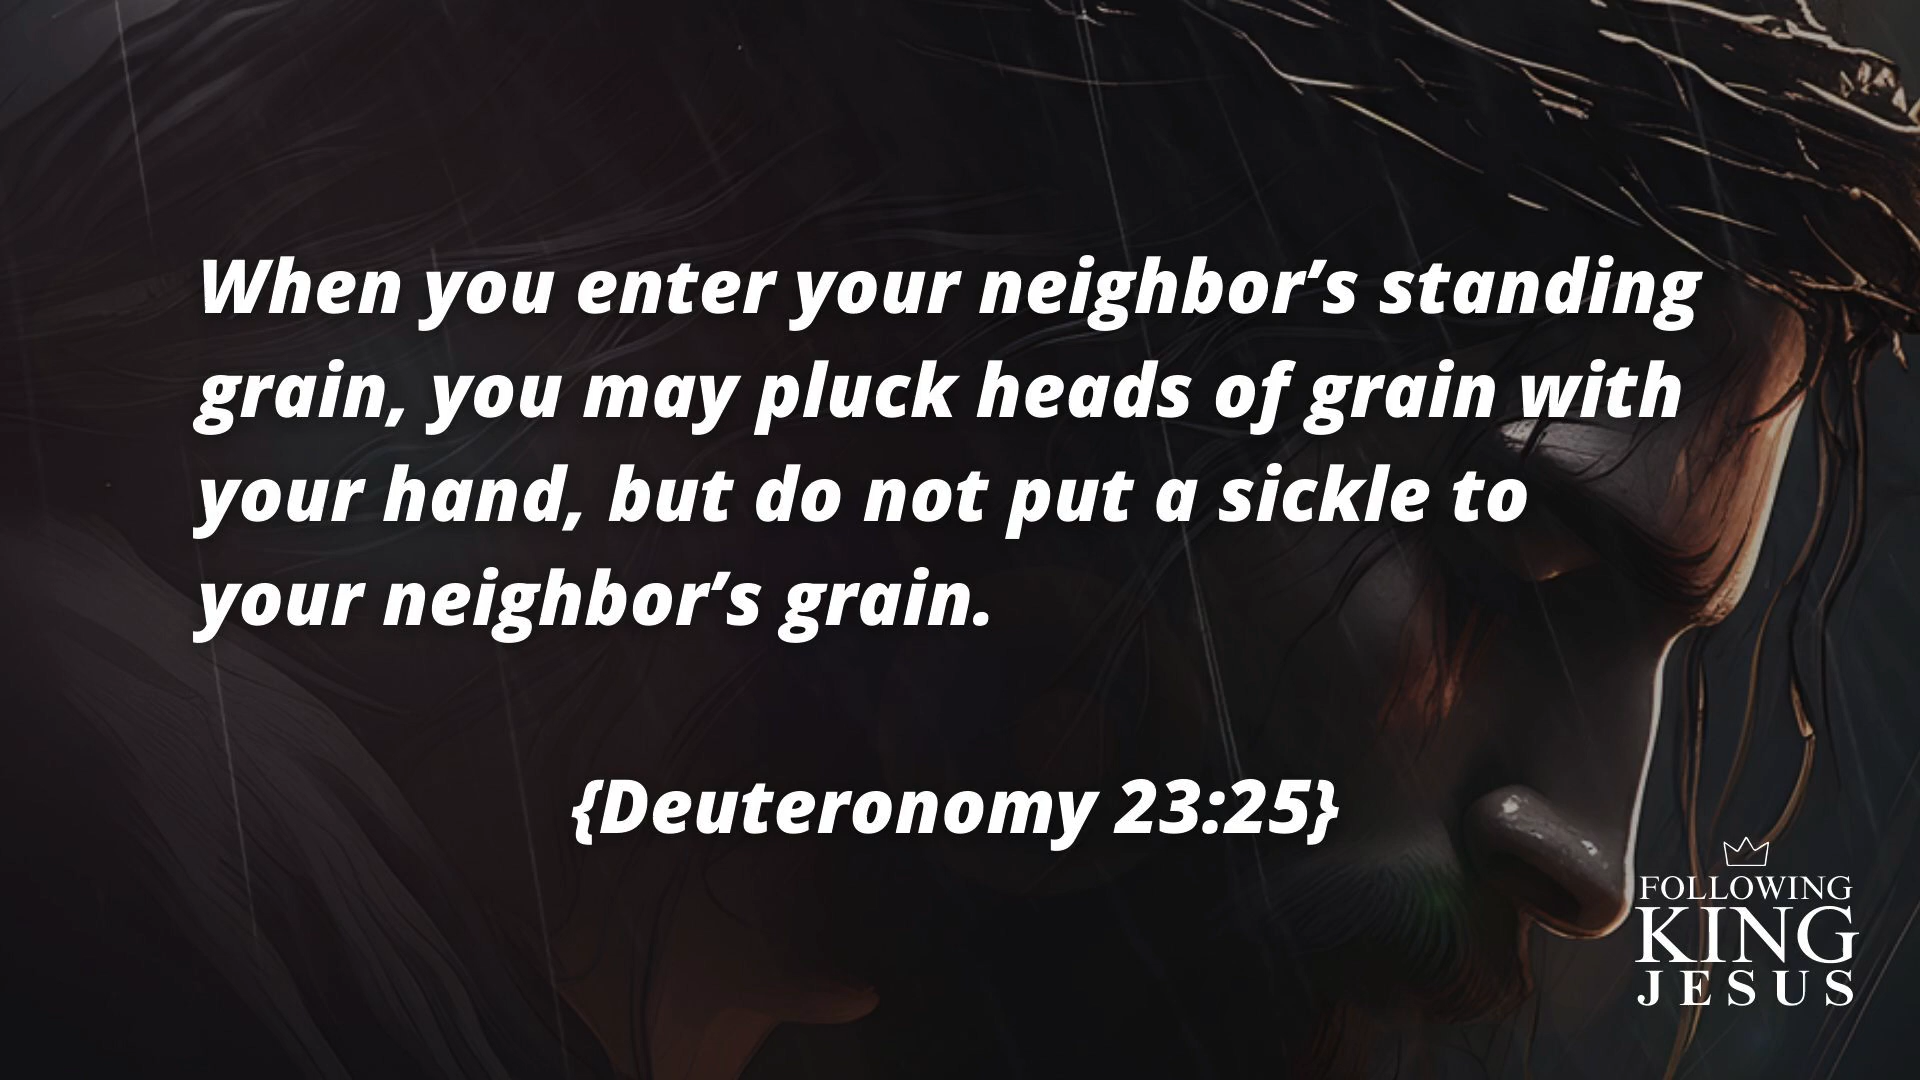 When you enter your neighbor’s standing
grain, you may pluck heads of grain with
your hand, but do not put a sickle to
your neighbor’s grain.
{Deuteronomy 23:25}
FOLLOWING
KING
JESUS